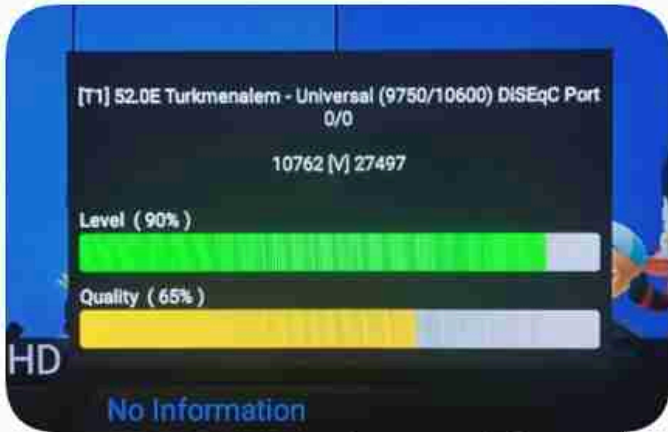 [T1] 52.0E Turkmenalem - Universal (9750/10600) DiSEqC Port
0/0
10762 [V] 27497
Level ( 90% )
Quality ( 65% )
HD
No Information